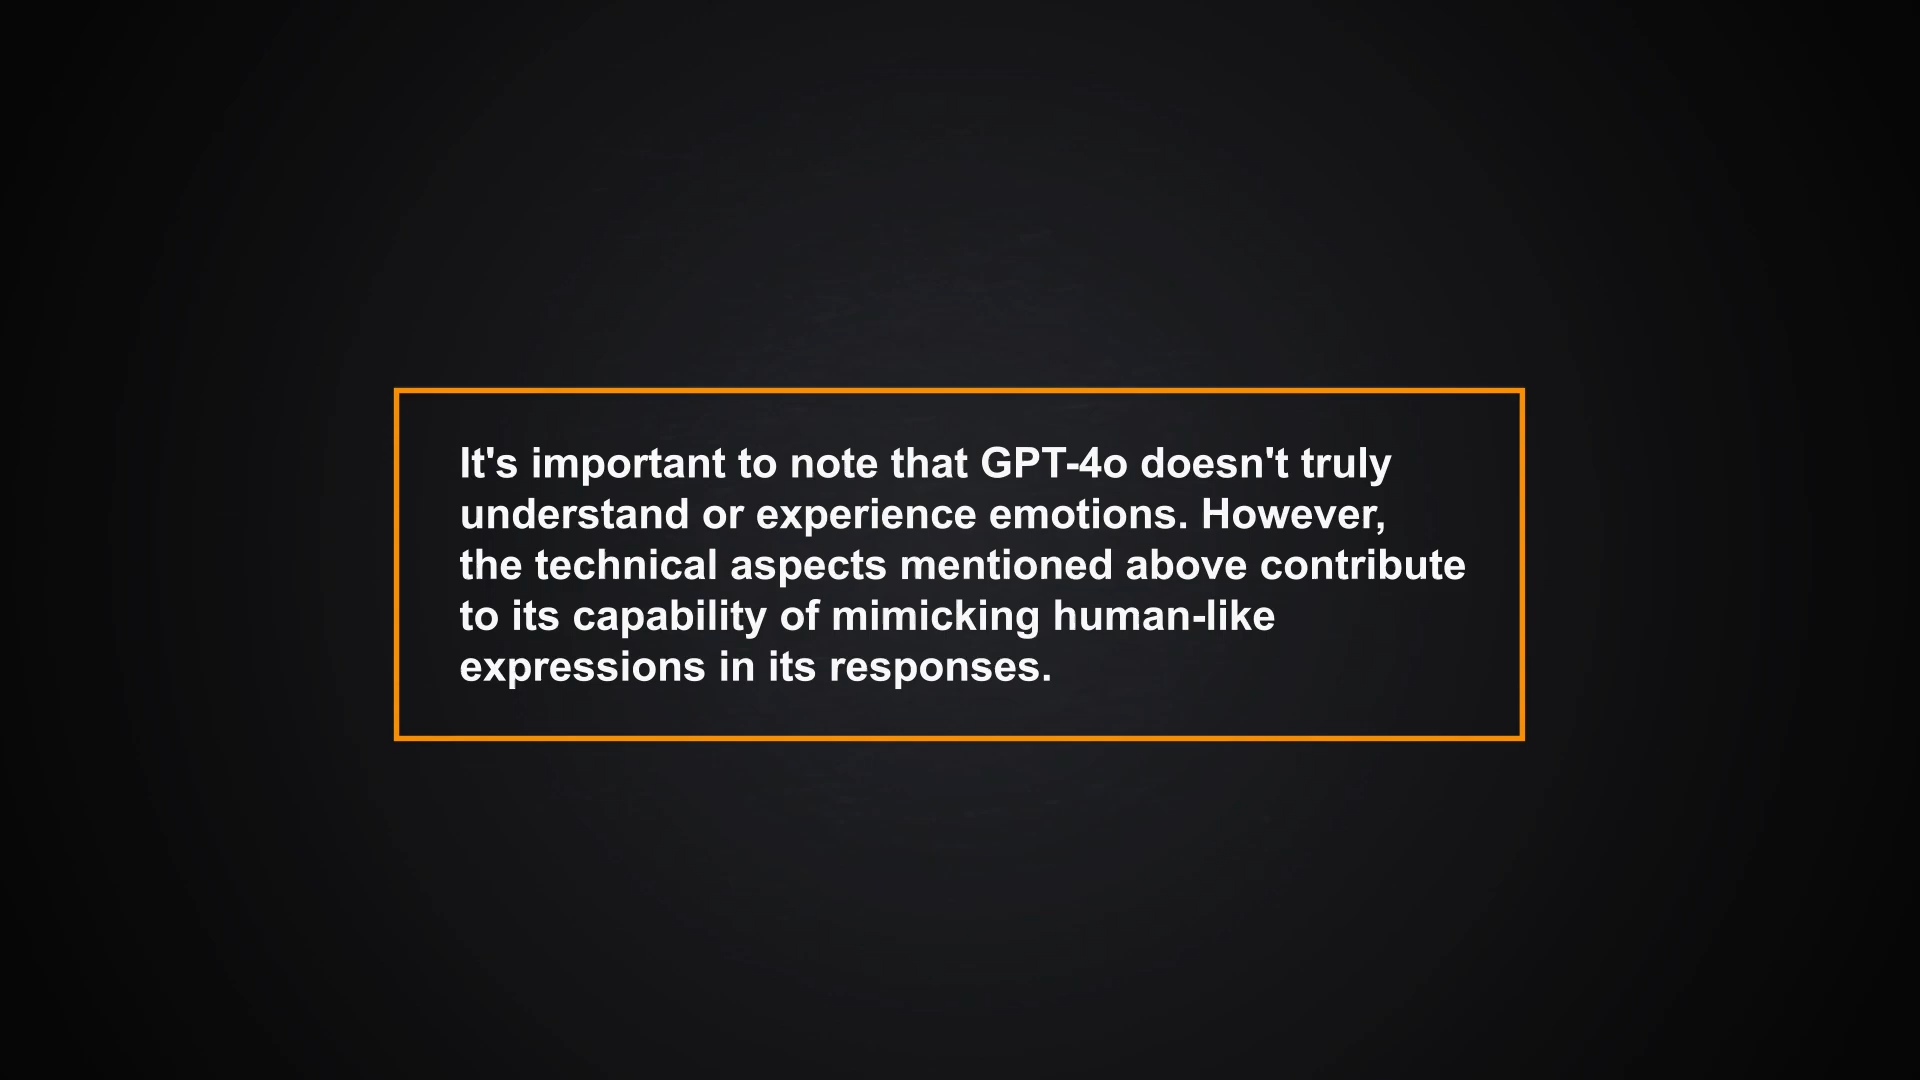 It's important to note that GPT-4o doesn't truly
understand or experience emotions. However,
the technical aspects mentioned above contribute
to its capability of mimicking human-like
expressions in its responses.